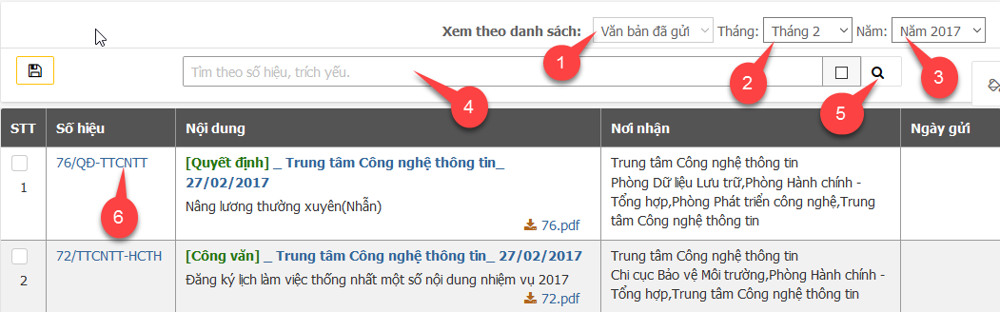 Xem theo danh sách: Văn bản đã gửi Tháng: Tháng 2 Năm: Năm 2017
1
2
3
Tìm theo số hiệu, trích yếu.
4
5
STT Số hiệu Nội dung Nơi nhận Ngày gửi
76/QĐ-TTCNTT
[Quyết định] _ Trung tâm Công nghệ thông tin_
27/02/2017
Nâng lương thường xuyên(Nhẫn)
76.pdf
Trung tâm Công nghệ thông tin
Phòng Dữ liệu Lưu trữ,Phòng Hành chính -
Tổng hợp,Phòng Phát triển công nghệ,Trung
tâm Công nghệ thông tin
1
6
72/TTCNTT-HCTH
[Công văn] _ Trung tâm Công nghệ thông tin_ 27/02/2017
Đăng ký lịch làm việc thống nhất một số nội dung nhiệm vụ 2017
72.pdf
Trung tâm Công nghệ thông tin
Chi cục Bảo vệ Môi trường,Phòng Hành chính -
Tổng hợp,Trung tâm Công nghệ thông tin
2